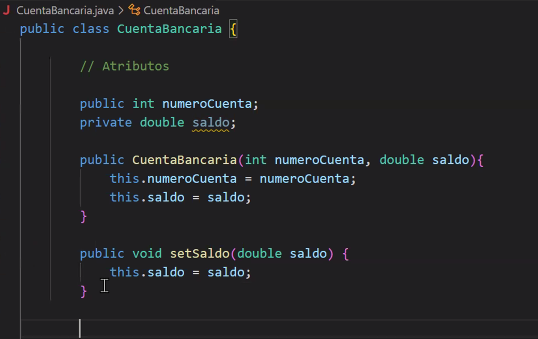 J CuentaBancaria.java > CuentaBancaria
public class CuentaBancaria {
// Atributos
public int numeroCuenta;
private double saldo;
public CuentaBancaria(int numeroCuenta, double saldo){
this.numeroCuenta = numeroCuenta;
this.saldo = saldo;
}
public void setSaldo(double saldo) {
this.saldo = saldo;
}